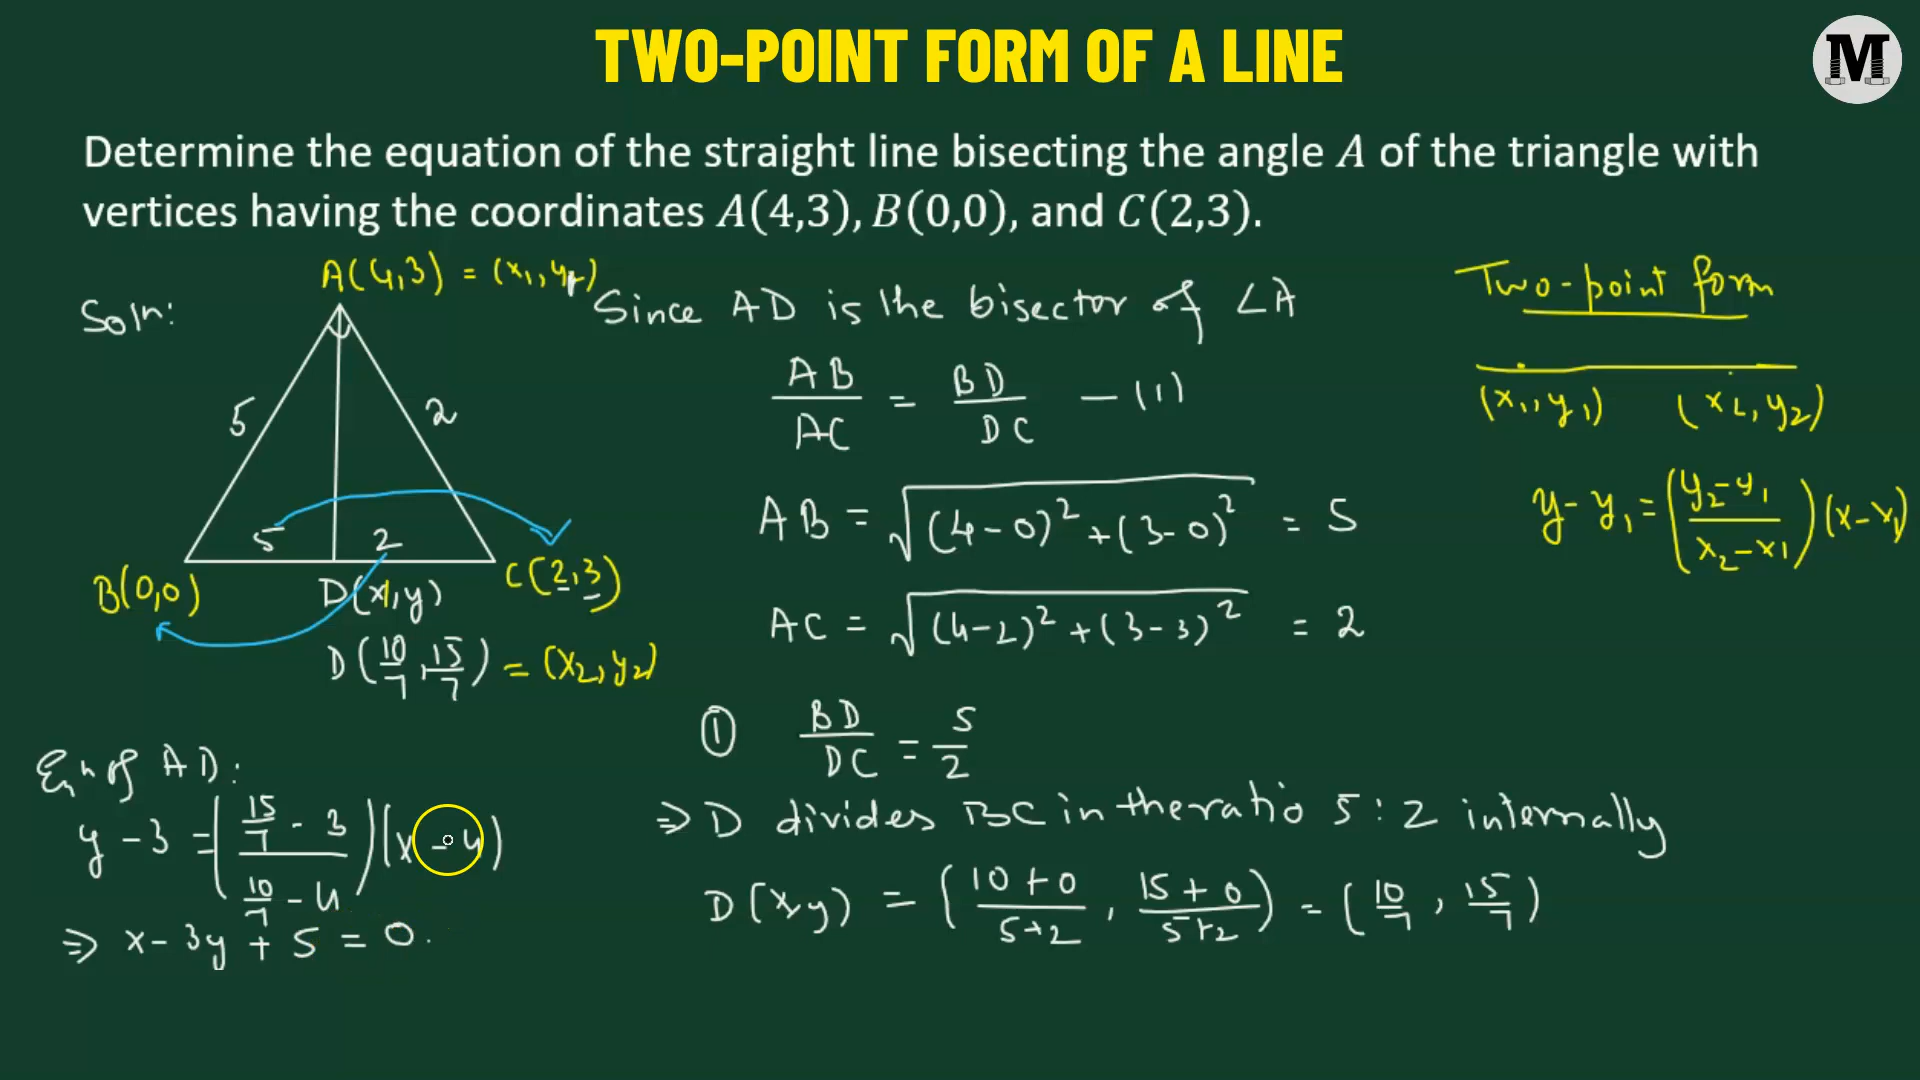 TWO-POINT FORM OF A LINE
M
Determine the equation of the straight line bisecting the angle A of the triangle with
vertices having the coordinates A(4,3), B(0,0), and C(2,3).
Soln:
A(4,3) = (x₁,y₁)
5
2
5
2
B(0,0)
D(x,y)
C(2,3)
D(10/7, 15/7) = (x₂,y₂)
Eqn of AD:
y - 3 = ((15/7 - 3)/(10/7 - 4))(x - 4)
⇒ x - 3y + 5 = 0.
Since AD is the bisector of ∠A
AB/AC = BD/DC — (1)
AB = √((4-0)² + (3-0)²) = 5
AC = √((4-2)² + (3-3)²) = 2
① BD/DC = 5/2
⇒ D divides BC in the ratio 5:2 internally
D(x,y) = ((10+0)/(5+2), (15+0)/(5+2)) = (10/7, 15/7)
Two-point form
(x₁,y₁) (x₂,y₂)
y - y₁ = ((y₂-y₁)/(x₂-x₁))(x-x₁)